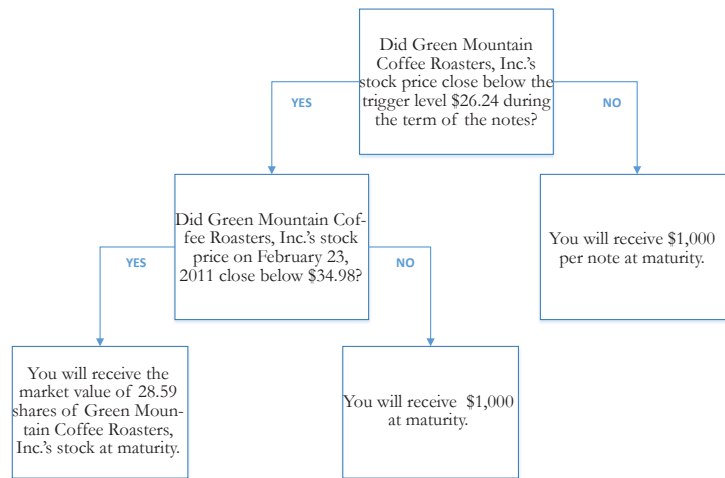 Did Green Mountain
Coffee Roasters, Inc.'s
stock price close below the
trigger level $26.24 during
the term of the notes?
YES
NO
Did Green Mountain Cof-
fee Roasters, Inc.'s stock
price on February 23,
2011 close below $34.98?
You will receive $1,000
per note at maturity.
YES
NO
You will receive the
market value of 28.59
shares of Green Moun-
tain Coffee Roasters,
Inc.'s stock at maturity.
You will receive $1,000
at maturity.